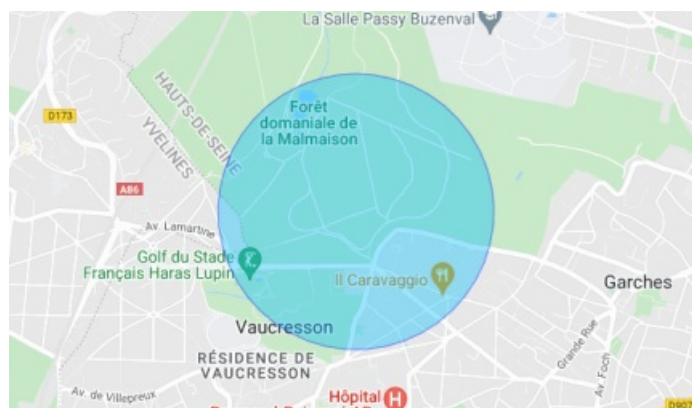 La Salle Passy Buzenval
HAUTS-DE-SEINE
YVELINES
D173
Forêt
domaniale de
la Malmaison
A86
Av. Lamartine
Golf du Stade
Français Haras Lupin
Il Caravaggio
Garches
Vaucresson
RÉSIDENCE DE
VAUCRESSON
Grande Rue
Av. Foch
Av. de Villepreux
Hôpital
H
D907